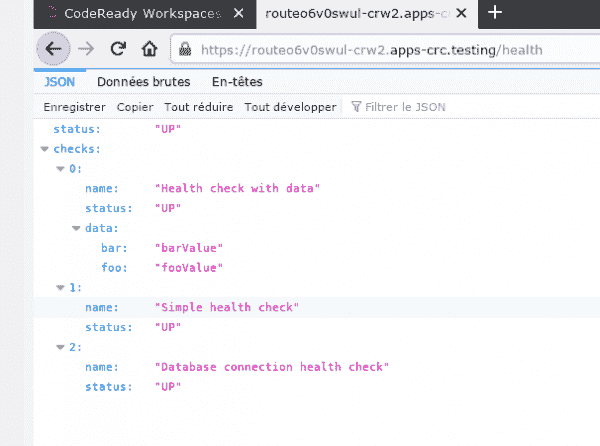 CodeReady Workspaces
routeo6v0swul-crw2.apps-c
https://routeo6v0swul-crw2.apps-crc.testing/health
JSON Données brutes En-têtes
Enregistrer Copier Tout réduire Tout développer Filtrer le JSON
status: "UP"
checks:
0:
name: "Health check with data"
status: "UP"
data:
bar: "barValue"
foo: "fooValue"
1:
name: "Simple health check"
status: "UP"
2:
name: "Database connection health check"
status: "UP"